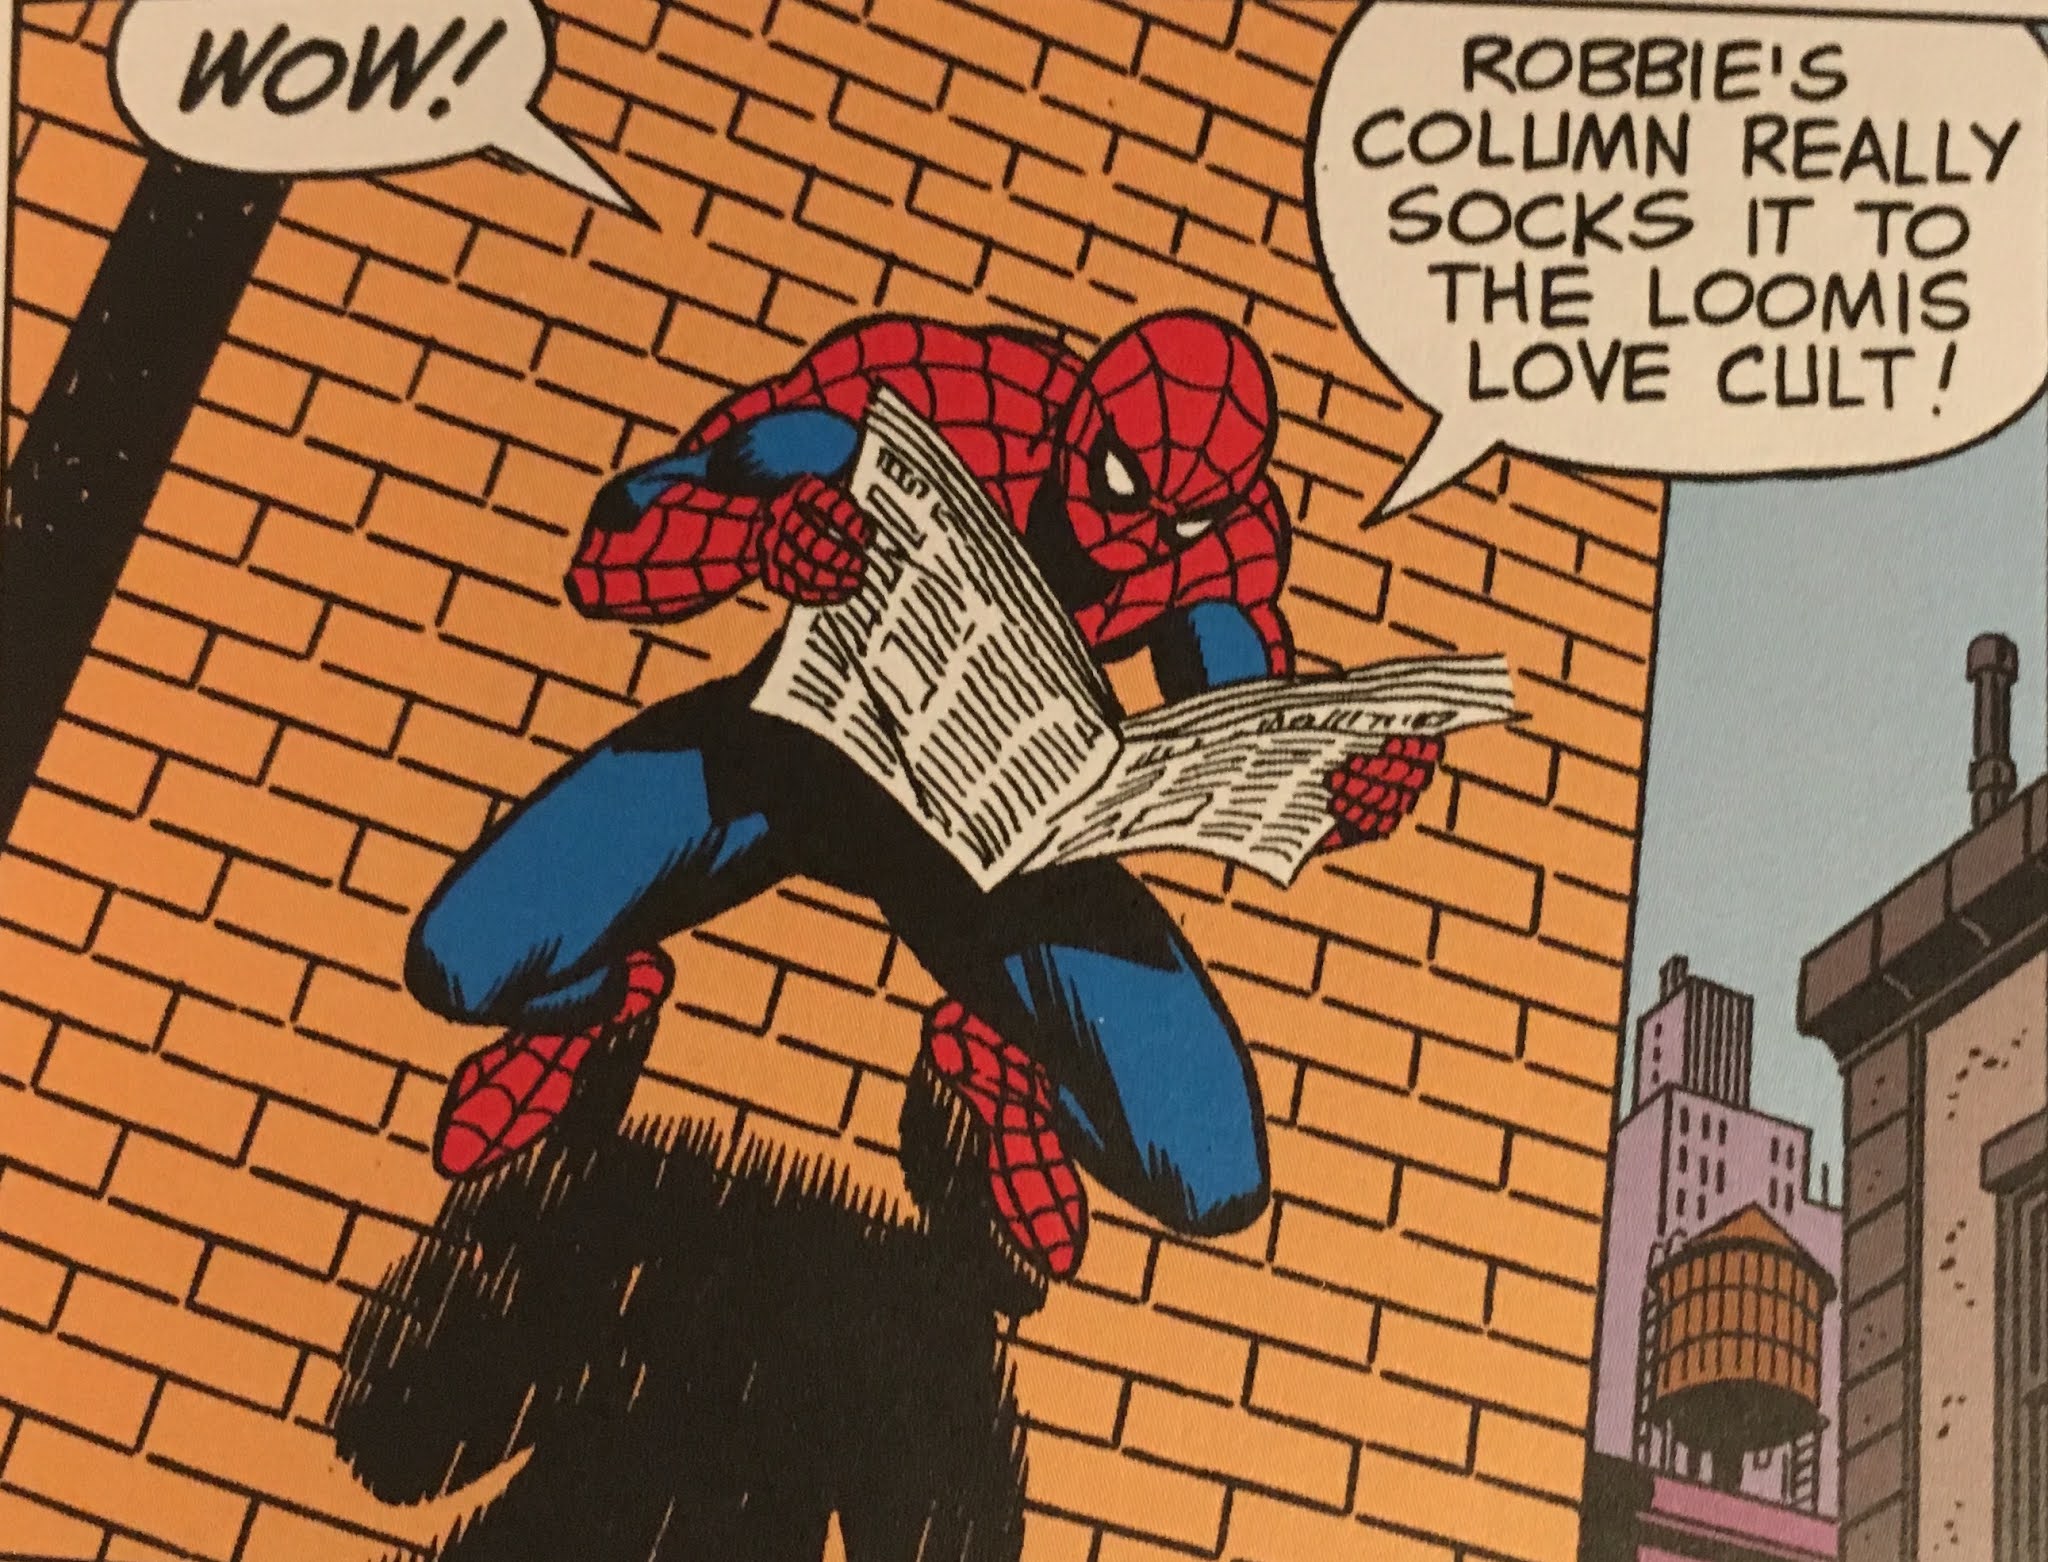 WOW!
ROBBIE'S
COLUMN REALLY
SOCKS IT TO
THE LOOMIS
LOVE CULT!